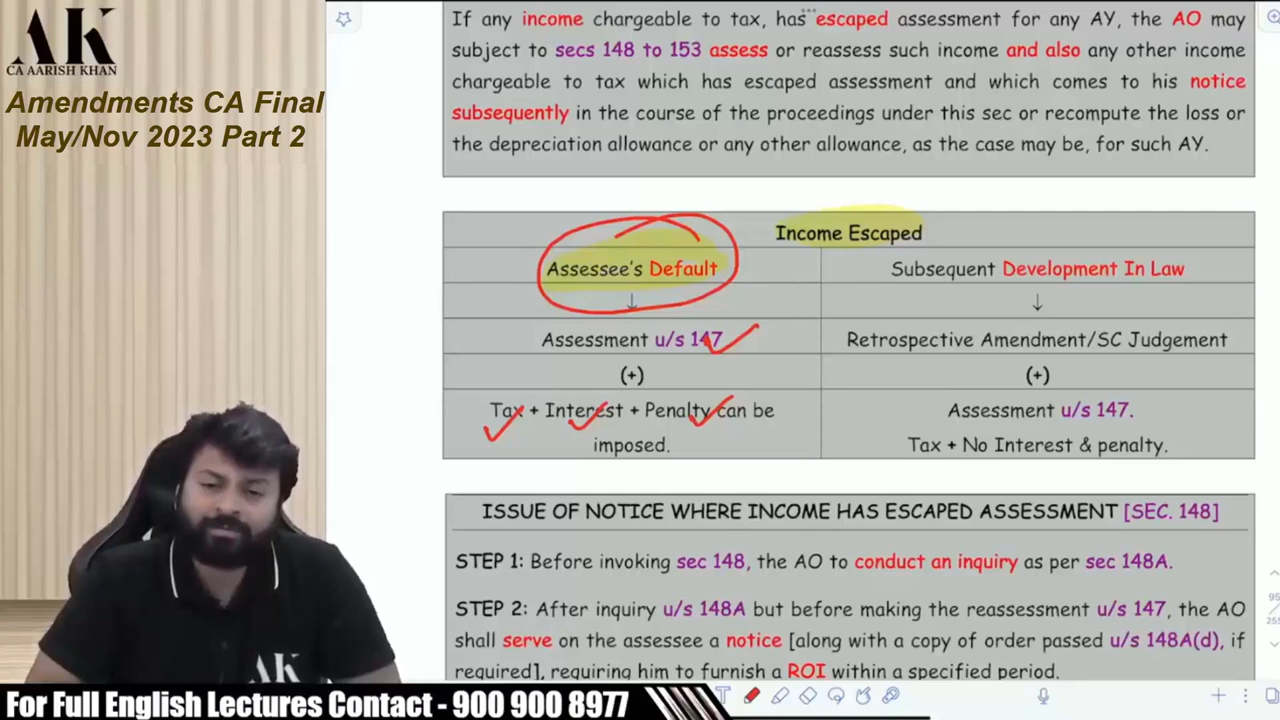 AK
CA AARISH KHAN
Amendments CA Final
May/Nov 2023 Part 2
If any income chargeable to tax, has escaped assessment for any AY, the AO may
subject to secs 148 to 153 assess or reassess such income and also any other income
chargeable to tax which has escaped assessment and which comes to his notice
subsequently in the course of the proceedings under this sec or recompute the loss or
the depreciation allowance or any other allowance, as the case may be, for such AY.
Income Escaped
Assessee's Default
Subsequent Development In Law
↓
↓
Assessment u/s 147
Retrospective Amendment/SC Judgement
(+)
(+)
Tax + Interest + Penalty can be
imposed.
Assessment u/s 147.
Tax + No Interest & penalty.
ISSUE OF NOTICE WHERE INCOME HAS ESCAPED ASSESSMENT [SEC. 148]
STEP 1: Before invoking sec 148, the AO to conduct an inquiry as per sec 148A.
STEP 2: After inquiry u/s 148A but before making the reassessment u/s 147, the AO
shall serve on the assessee a notice [along with a copy of order passed u/s 148A(d), if
required], requiring him to furnish a ROI within a specified period.
AK
For Full English Lectures Contact - 900 900 8977